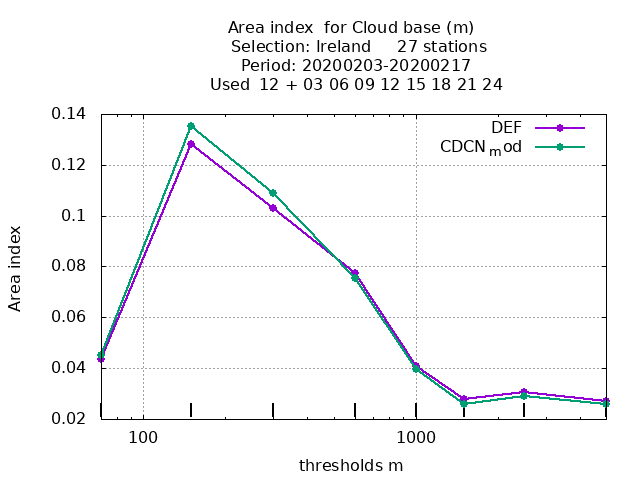 Area index  for Cloud base (m)
Selection: Ireland     27 stations
Period: 20200203-20200217
Used  12 + 03 06 09 12 15 18 21 24
0.14
DEF
CDCN_mod
0.12
0.1
0.08
0.06
0.04
0.02
Area index
100
1000
thresholds m